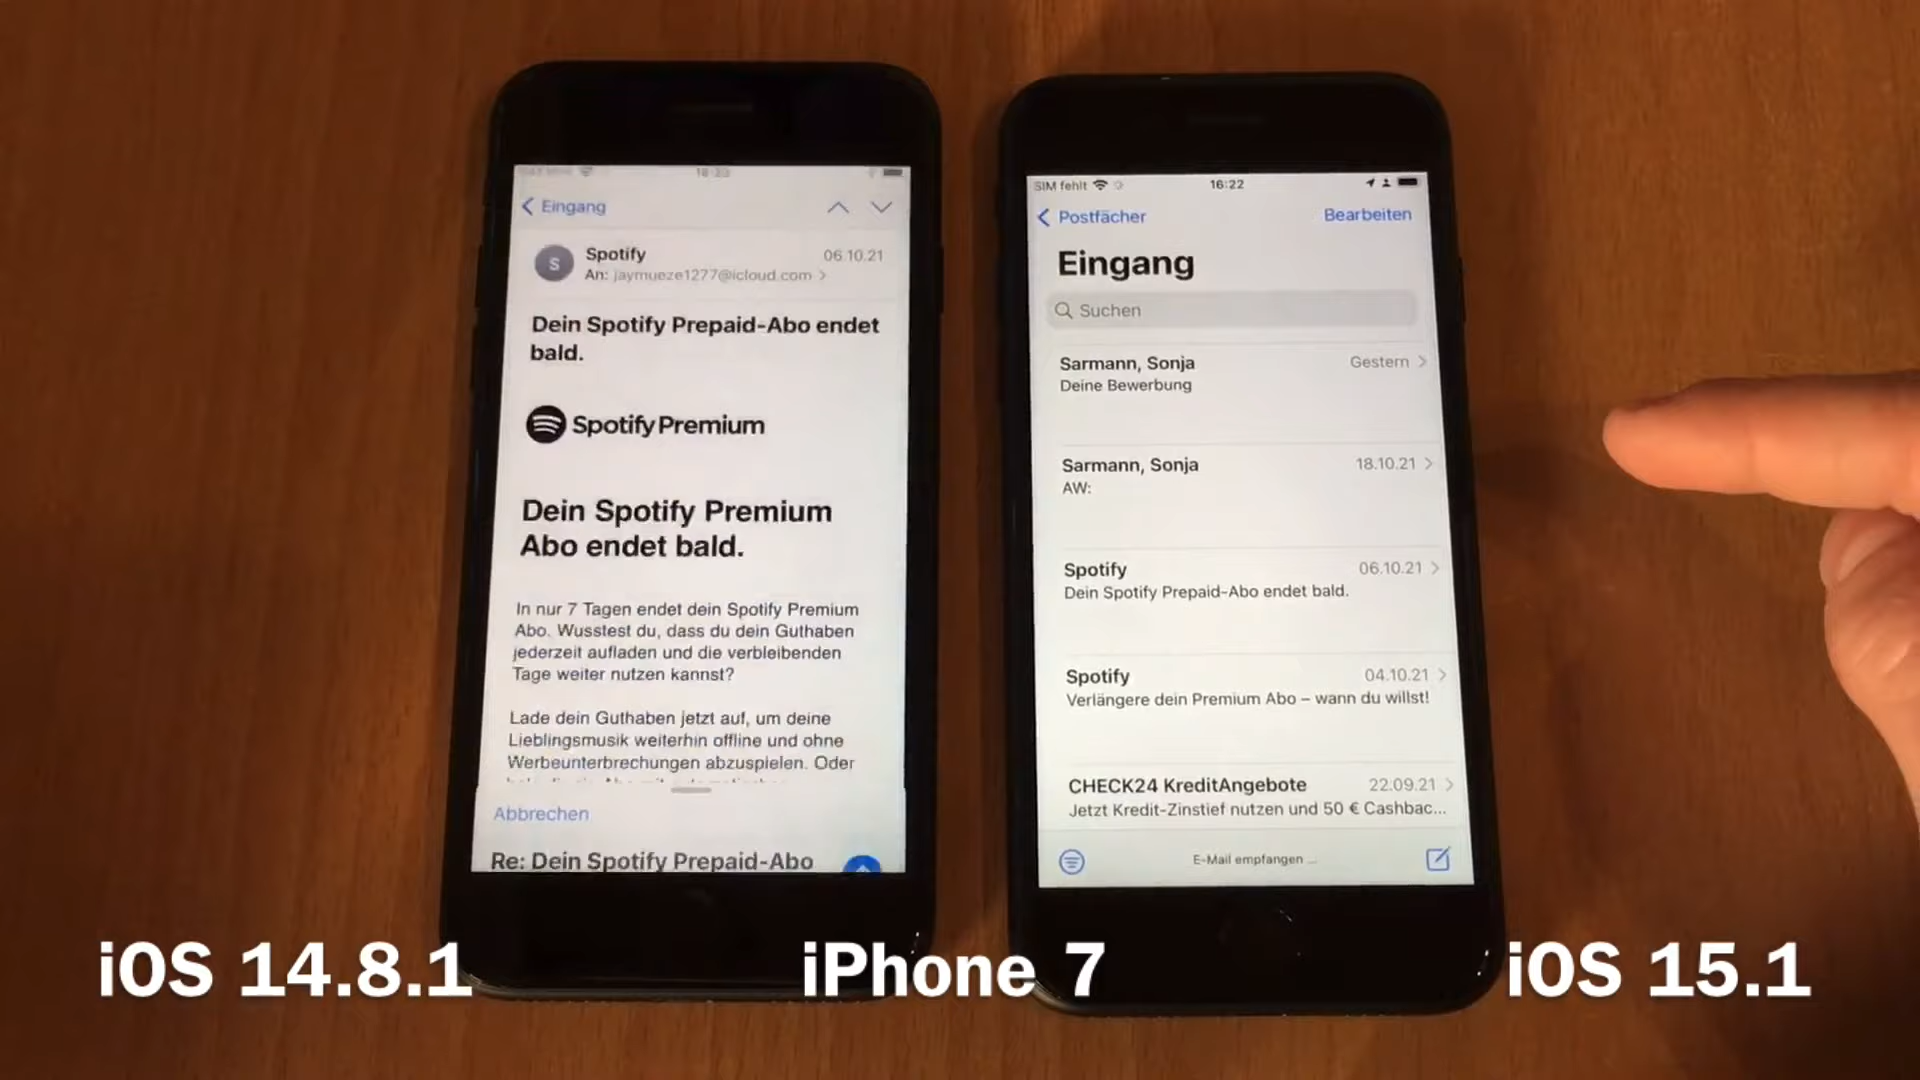 Eingang
S
Spotify
06.10.21
An: jaymueze1277@icloud.com
Dein Spotify Prepaid-Abo endet
bald.
Spotify Premium
Dein Spotify Premium
Abo endet bald.
In nur 7 Tagen endet dein Spotify Premium
Abo. Wusstest du, dass du dein Guthaben
jederzeit aufladen und die verbleibenden
Tage weiter nutzen kannst?
Lade dein Guthaben jetzt auf, um deine
Lieblingsmusik weiterhin offline und ohne
Werbeunterbrechungen abzuspielen. Oder
Abbrechen
Re: Dein Spotify Prepaid-Abo
SIM fehlt
16:22
Postfächer
Bearbeiten
Eingang
Suchen
Sarmann, Sonja
Gestern
Deine Bewerbung
Sarmann, Sonja
18.10.21
AW:
Spotify
06.10.21
Dein Spotify Prepaid-Abo endet bald.
Spotify
04.10.21
Verlängere dein Premium Abo – wann du willst!
CHECK24 KreditAngebote
22.09.21
Jetzt Kredit-Zinstief nutzen und 50 € Cashbac...
E-Mail empfangen ...
iOS 14.8.1
iPhone 7
iOS 15.1